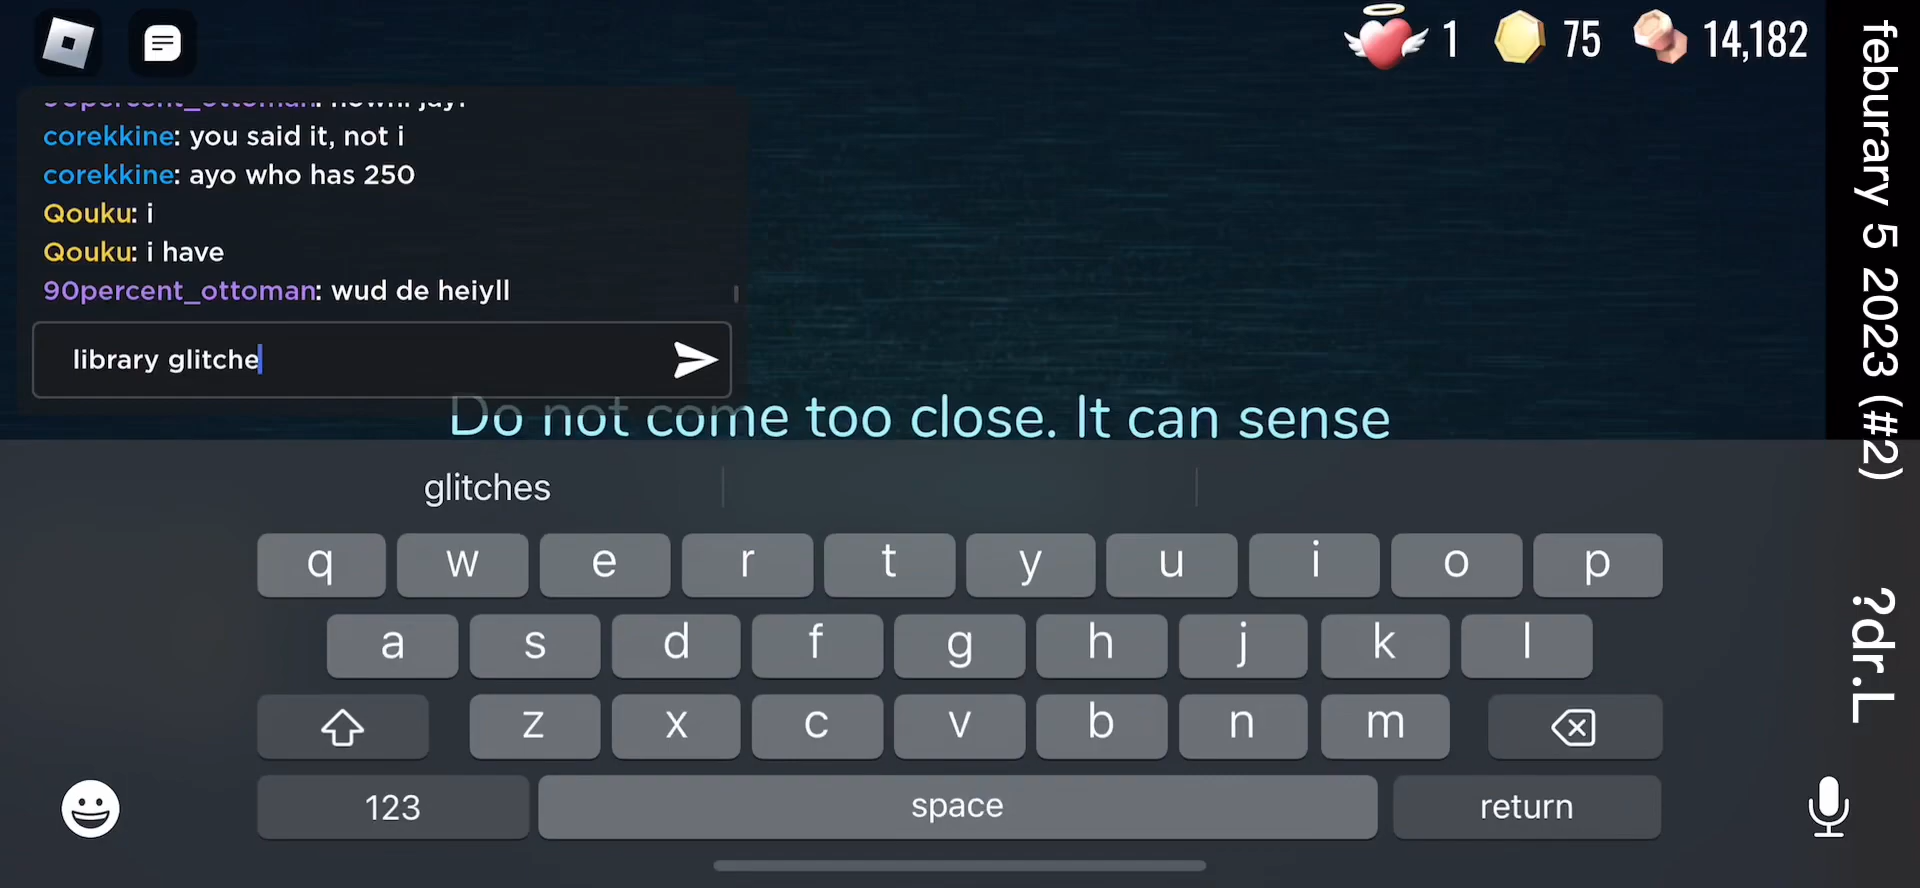 1
75
14,182
corekkine: you said it, not i
corekkine: ayo who has 250
Qouku: i
Qouku: i have
90percent_ottoman: wud de heiyll
library glitche
Do not come too close. It can sense
glitches
q w e r t y u i o p
a s d f g h j k l
z x c v b n m
123 space return
feburary 5 2023 (#2)
?dr.L